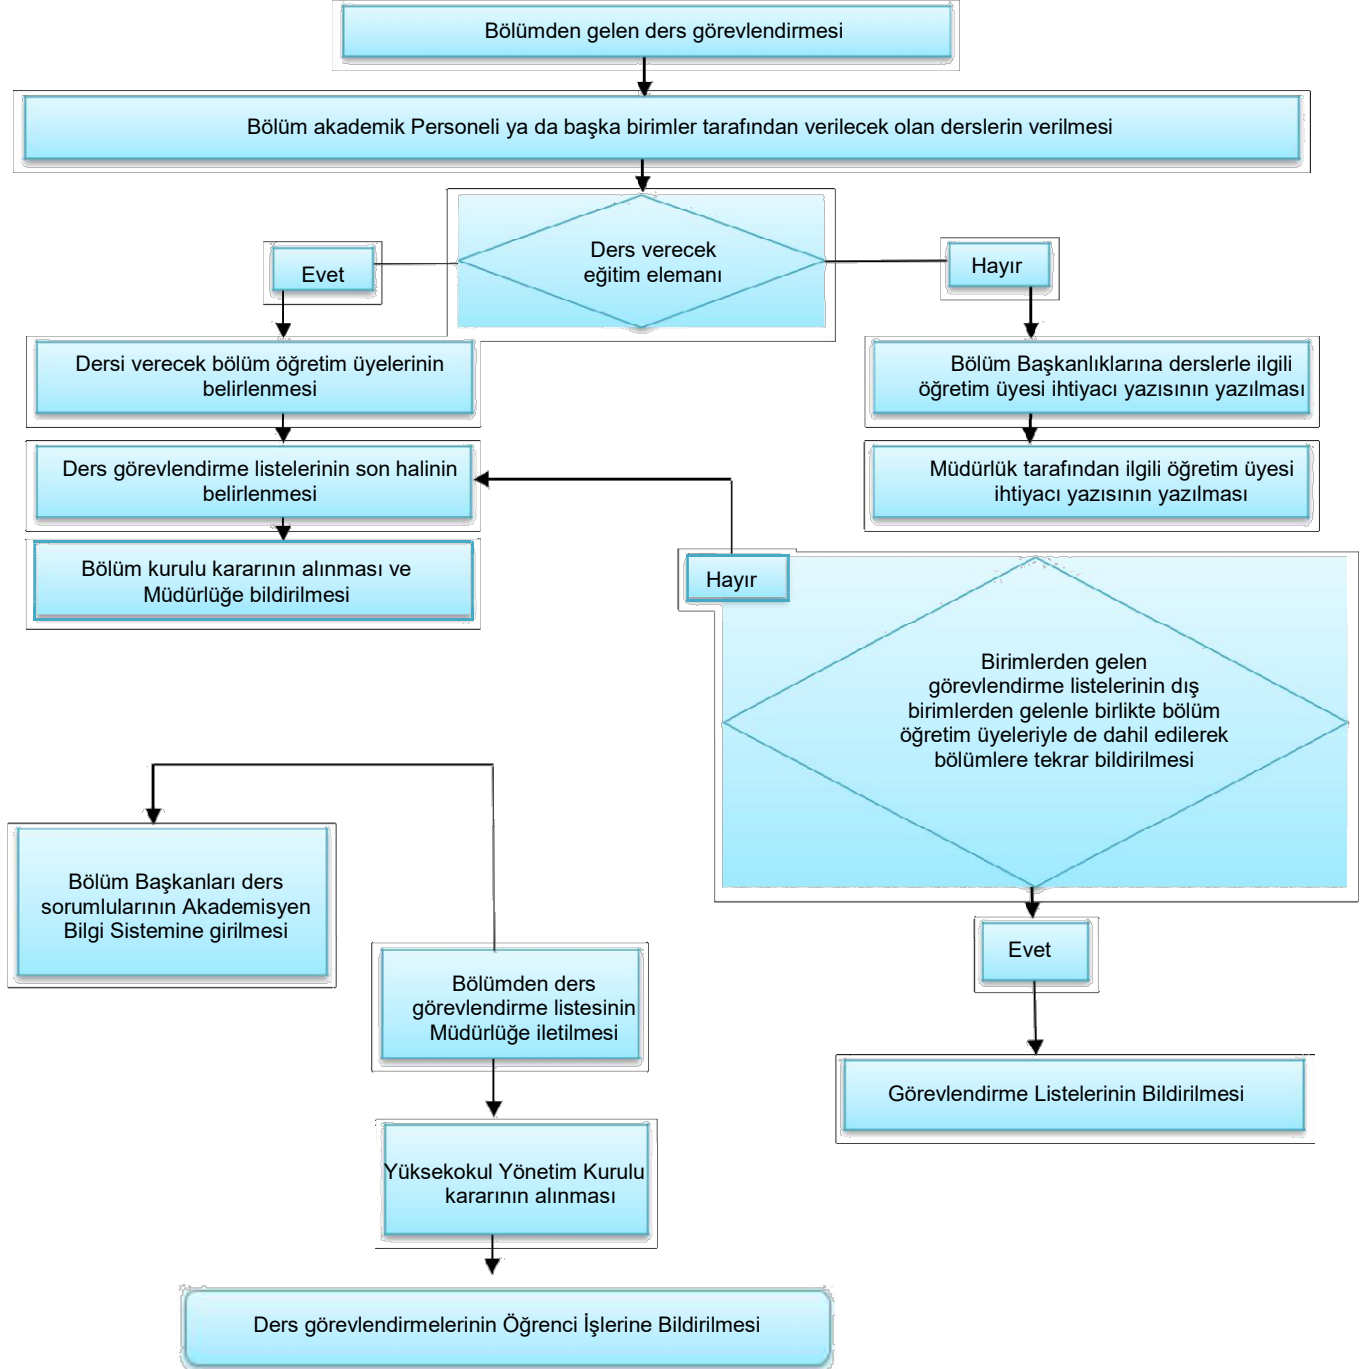 Bölümden gelen ders görevlendirmesi
Bölüm akademik Personeli ya da başka birimler tarafından verilecek olan derslerin verilmesi
Ders verecek
eğitim elemanı
Evet
Hayır
Dersi verecek bölüm öğretim üyelerinin
belirlenmesi
Bölüm Başkanlıklarına derslerle ilgili
öğretim üyesi ihtiyacı yazısının yazılması
Ders görevlendirme listelerinin son halinin
belirlenmesi
Müdürlük tarafından ilgili öğretim üyesi
ihtiyacı yazısının yazılması
Bölüm kurulu kararının alınması ve
Müdürlüğe bildirilmesi
Hayır
Birimlerden gelen
görevlendirme listelerinin dış
birimlerden gelenle birlikte bölüm
öğretim üyeleriyle de dahil edilerek
bölümlere tekrar bildirilmesi
Bölüm Başkanları ders
sorumlularının Akademisyen
Bilgi Sistemine girilmesi
Evet
Bölümden ders
görevlendirme listesinin
Müdürlüğe iletilmesi
Görevlendirme Listelerinin Bildirilmesi
Yüksekokul Yönetim Kurulu
kararının alınması
Ders görevlendirmelerinin Öğrenci İşlerine Bildirilmesi